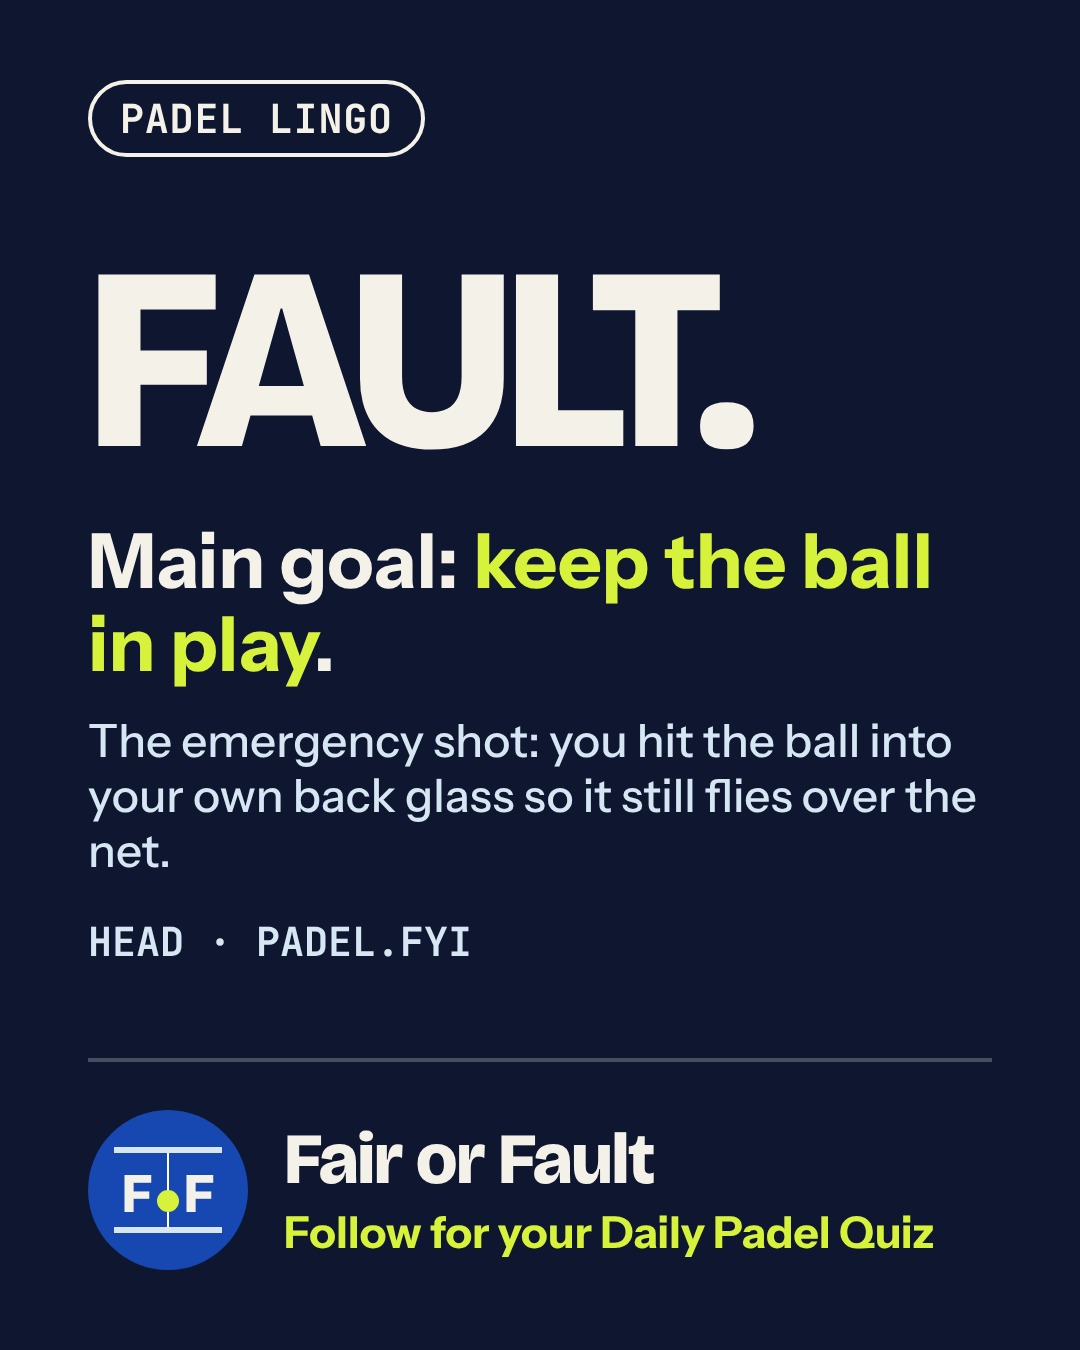 PADEL LINGO
FAULT.
Main goal: keep the ball
in play.
The emergency shot: you hit the ball into
your own back glass so it still flies over the
net.
HEAD · PADEL.FYI
F F
Fair or Fault
Follow for your Daily Padel Quiz